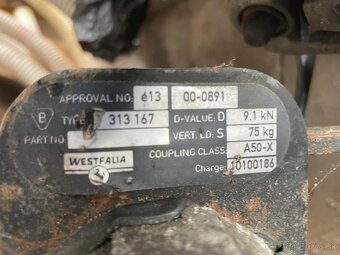 APPROVAL NO: e13 00-0891
B TYPE 313 167 D-VALUE: D 9,1 kN
PART NO: VERT. LD: S 75 kg
WESTFALIA COUPLING CLASS: A50-X
Charge: 10100186